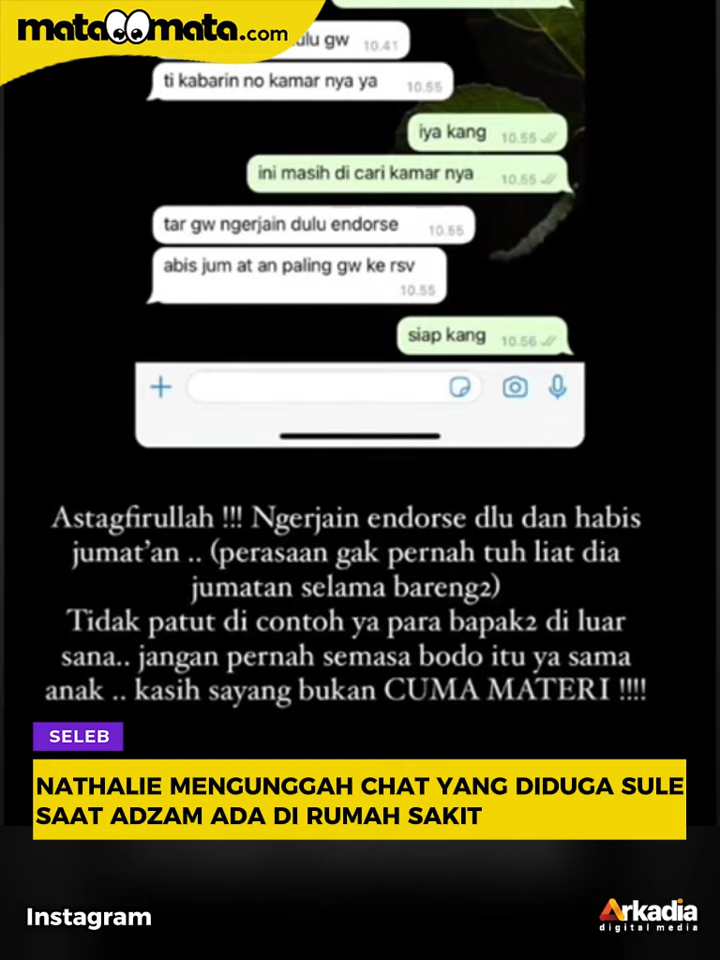 mata mata.com
ulu gw 10.41
ti kabarin no kamar nya ya 10.55
iya kang 10.55
ini masih di cari kamar nya 10.55
tar gw ngerjain dulu endorse 10.55
abis jum at an paling gw ke rsv
10.55
siap kang 10.56
Astagfirullah !!! Ngerjain endorse dlu dan habis
jumat'an .. (perasaan gak pernah tuh liat dia
jumatan selama bareng2)
Tidak patut di contoh ya para bapak2 di luar
sana.. jangan pernah semasa bodo itu ya sama
anak .. kasih sayang bukan CUMA MATERI !!!!
SELEB
NATHALIE MENGUNGGAH CHAT YANG DIDUGA SULE
SAAT ADZAM ADA DI RUMAH SAKIT
Instagram
Arkadia
digital media